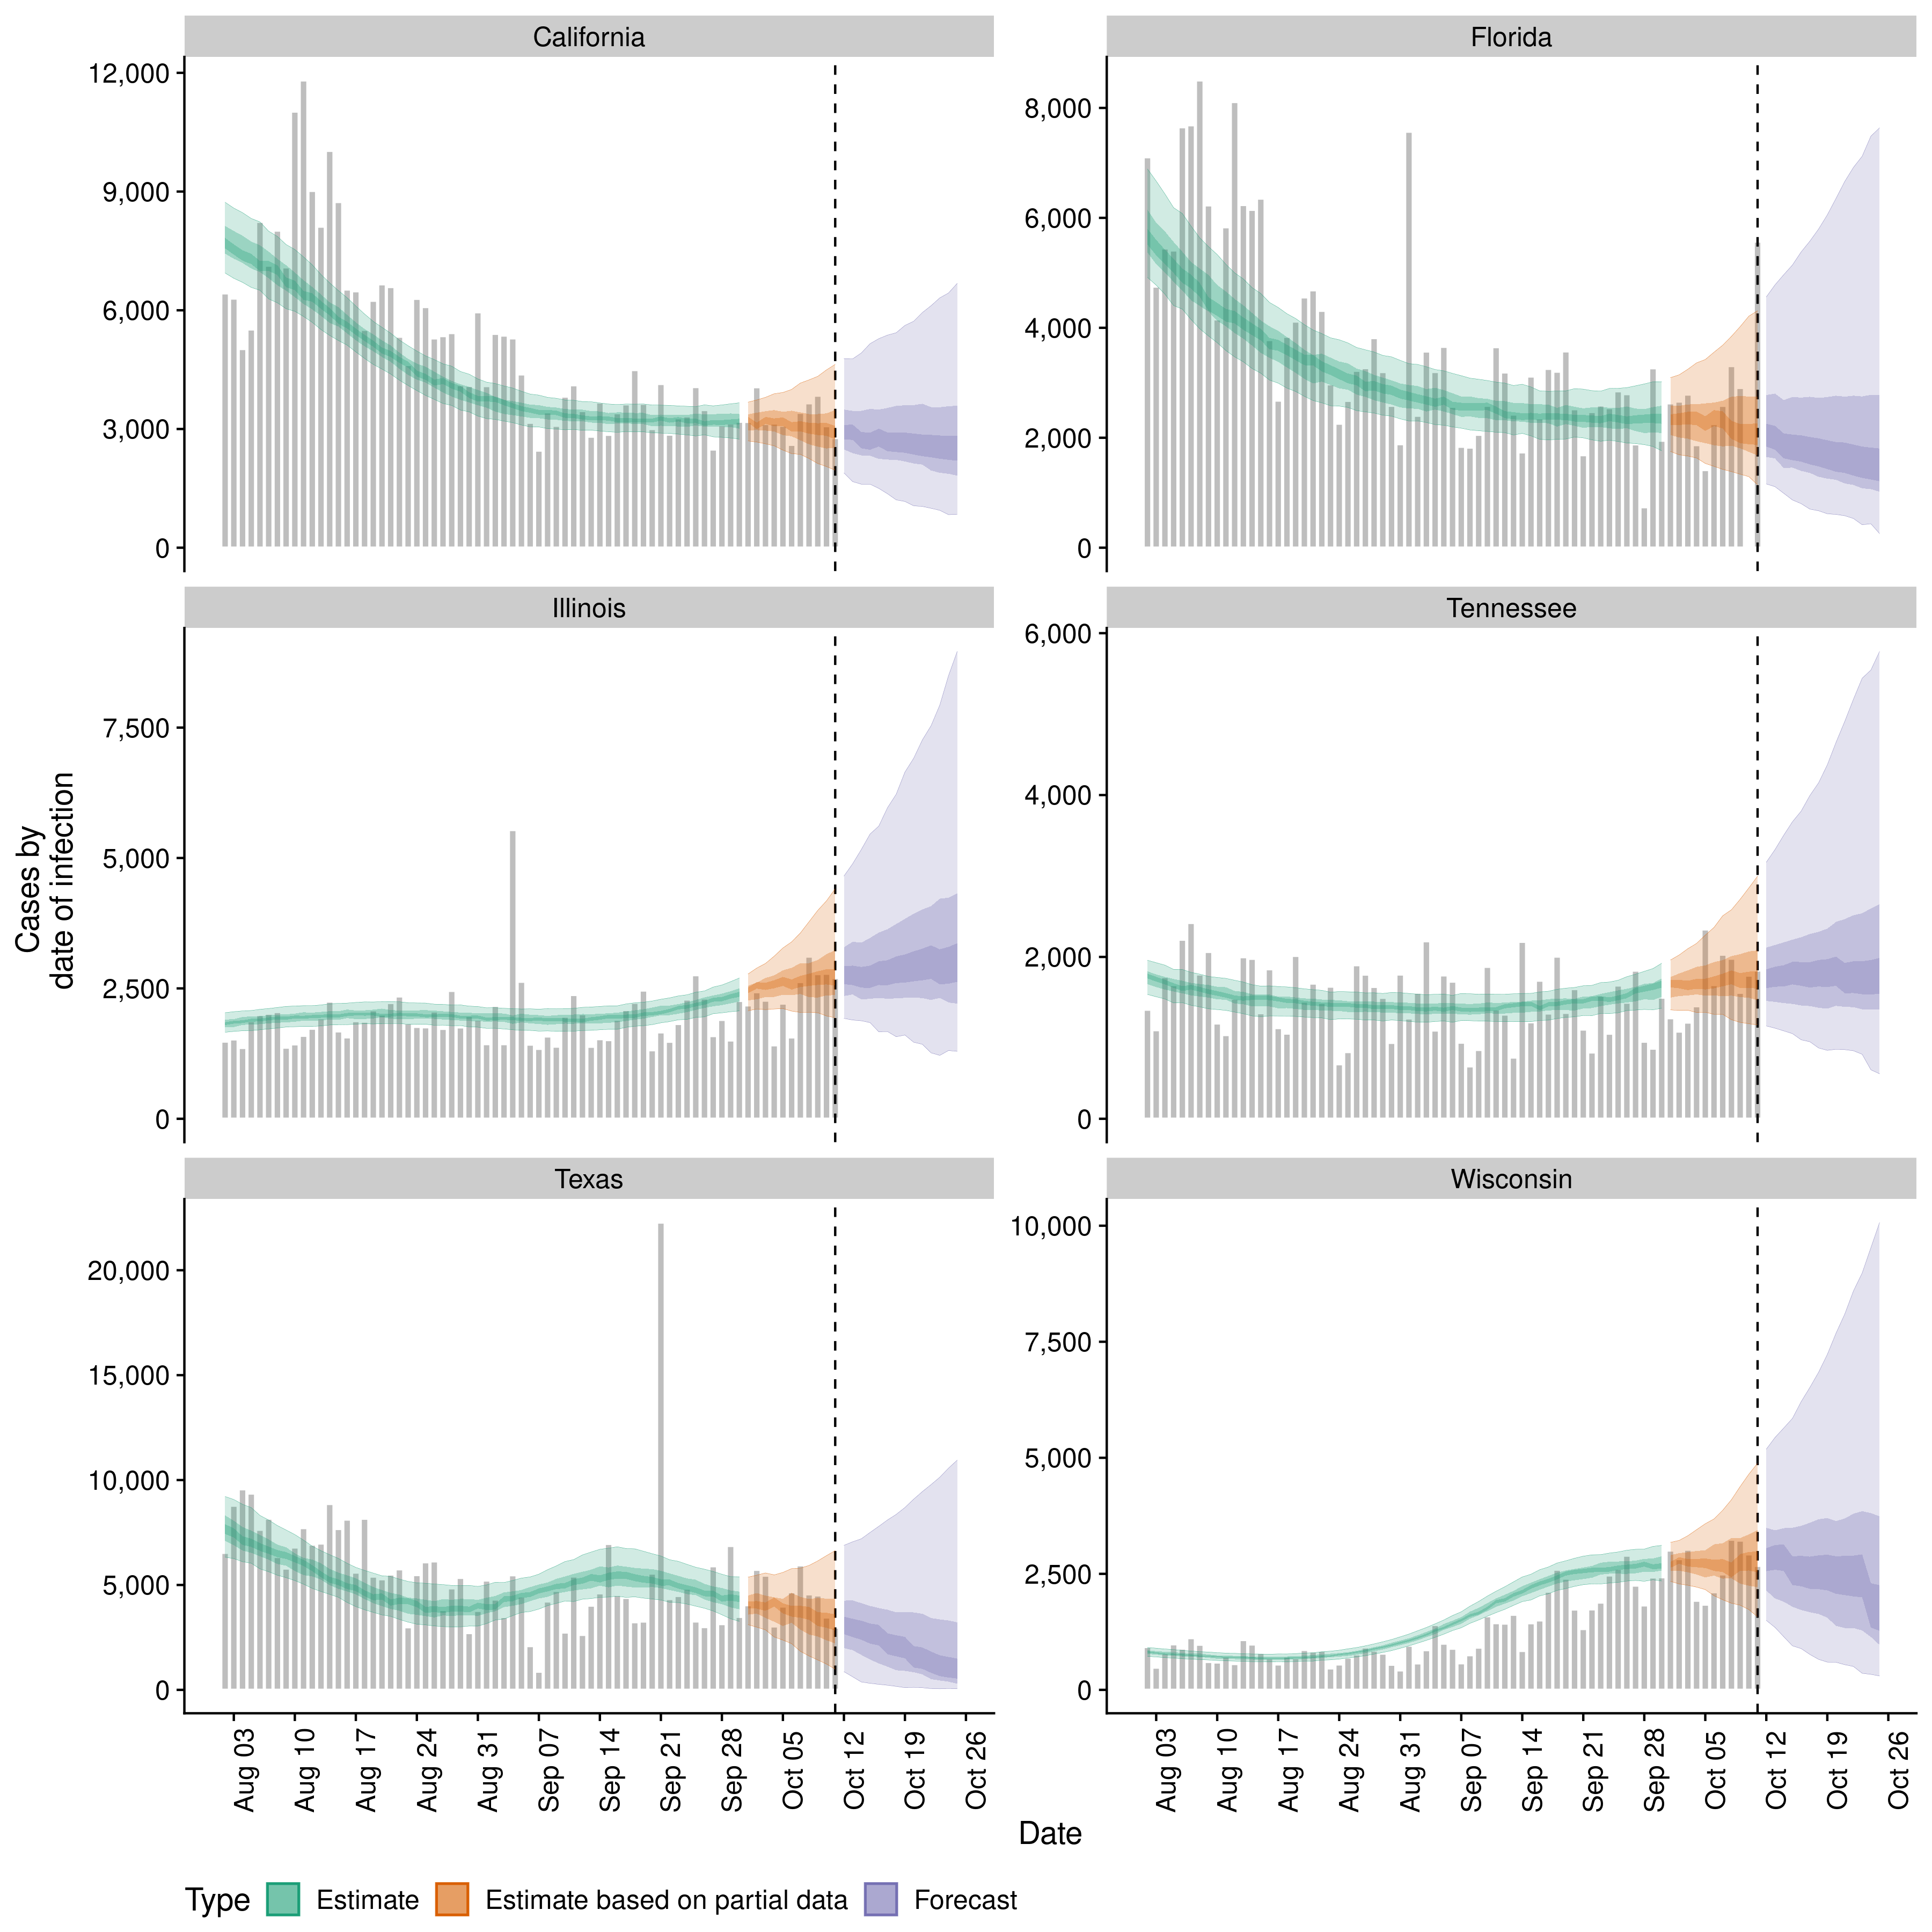 California
Florida
12,000
9,000
6,000
3,000
0
8,000
6,000
4,000
2,000
0
Illinois
Tennessee
7,500
5,000
2,500
0
6,000
4,000
2,000
0
Texas
Wisconsin
20,000
15,000
10,000
5,000
0
10,000
7,500
5,000
2,500
0
Cases by
date of infection
Aug 03
Aug 10
Aug 17
Aug 24
Aug 31
Sep 07
Sep 14
Sep 21
Sep 28
Oct 05
Oct 12
Oct 19
Oct 26
Aug 03
Aug 10
Aug 17
Aug 24
Aug 31
Sep 07
Sep 14
Sep 21
Sep 28
Oct 05
Oct 12
Oct 19
Oct 26
Date
Type Estimate Estimate based on partial data Forecast